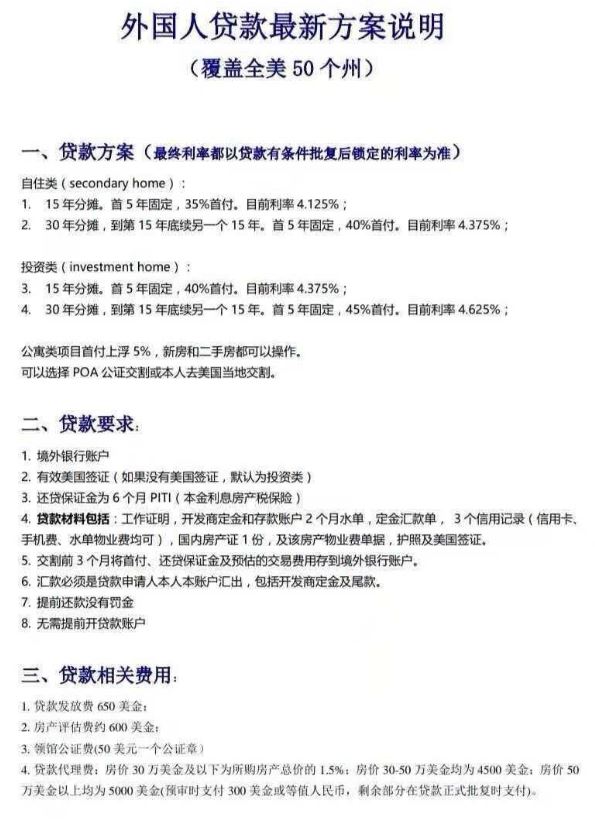 外国人贷款最新方案说明
（覆盖全美 50 个州）
一、贷款方案（最终利率都以贷款有条件批复后锁定的利率为准）
自住类（secondary home）：
1. 15 年分摊。首 5 年固定，35%首付。目前利率 4.125%；
2. 30 年分摊，到第 15 年底续另一个 15 年。首 5 年固定，40%首付。目前利率 4.375%；
投资类（investment home）：
3. 15 年分摊。首 5 年固定，40%首付。目前利率 4.375%；
4. 30 年分摊，到第 15 年底续另一个 15 年。首 5 年固定，45%首付。目前利率 4.625%；
公寓类项目首付上浮 5%，新房和二手房都可以操作。
可以选择 POA 公证交割或本人去美国当地交割。
二、贷款要求：
1. 境外银行账户
2. 有效美国签证（如果没有美国签证，默认为投资类）
3. 还贷保证金为 6 个月 PITI（本金利息房产税保险）
4. 贷款材料包括：工作证明，开发商定金和存款账户 2 个月水单，定金汇款单， 3 个信用记录（信用卡、
手机费、水单物业费均可），国内房产证 1 份，及该房产物业费单据，护照及美国签证。
5. 交割前 3 个月将首付、还贷保证金及预估的交易费用存到境外银行账户。
6. 汇款必须是贷款申请人本人本账户汇出，包括开发商定金及尾款。
7. 提前还款没有罚金
8. 无需提前开贷款账户
三、贷款相关费用：
1. 贷款发放费 650 美金；
2. 房产评估费约 600 美金；
3. 领馆公证费(50 美元一个公证章）
4. 贷款代理费：房价 30 万美金及以下为所购房产总价的 1.5%；房价 30-50 万美金均为 4500 美金；房价 50
万美金以上均为 5000 美金(预审时支付 300 美金或等值人民币，剩余部分在贷款正式批复时支付)。